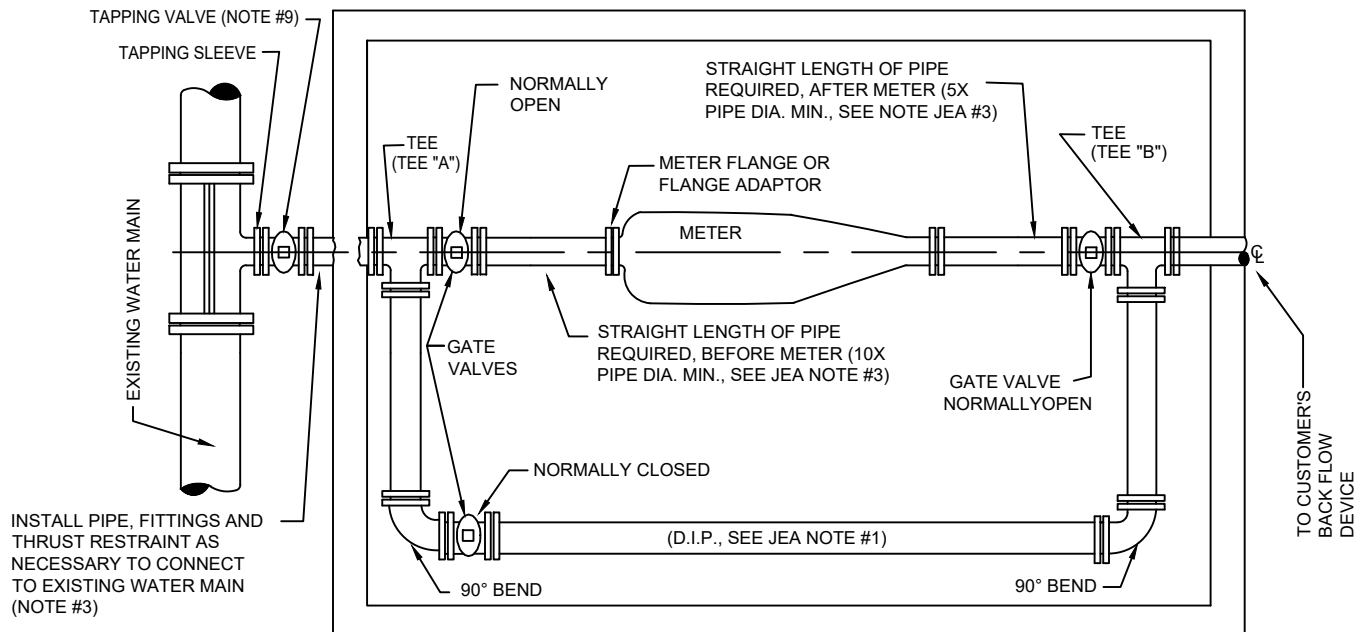 TAPPING VALVE (NOTE #9)
TAPPING SLEEVE
NORMALLY
OPEN
STRAIGHT LENGTH OF PIPE
REQUIRED, AFTER METER (5X
PIPE DIA. MIN., SEE NOTE JEA #3)
TEE
(TEE "A")
TEE
(TEE "B")
METER FLANGE OR
FLANGE ADAPTOR
METER
EXISTING WATER MAIN
℄
GATE
VALVES
STRAIGHT LENGTH OF PIPE
REQUIRED, BEFORE METER (10X
PIPE DIA. MIN., SEE JEA NOTE #3)
GATE VALVE
NORMALLYOPEN
TO CUSTOMER'S
BACK FLOW
DEVICE
NORMALLY CLOSED
INSTALL PIPE, FITTINGS AND
THRUST RESTRAINT AS
NECESSARY TO CONNECT
TO EXISTING WATER MAIN
(NOTE #3)
(D.I.P., SEE JEA NOTE #1)
90° BEND
90° BEND